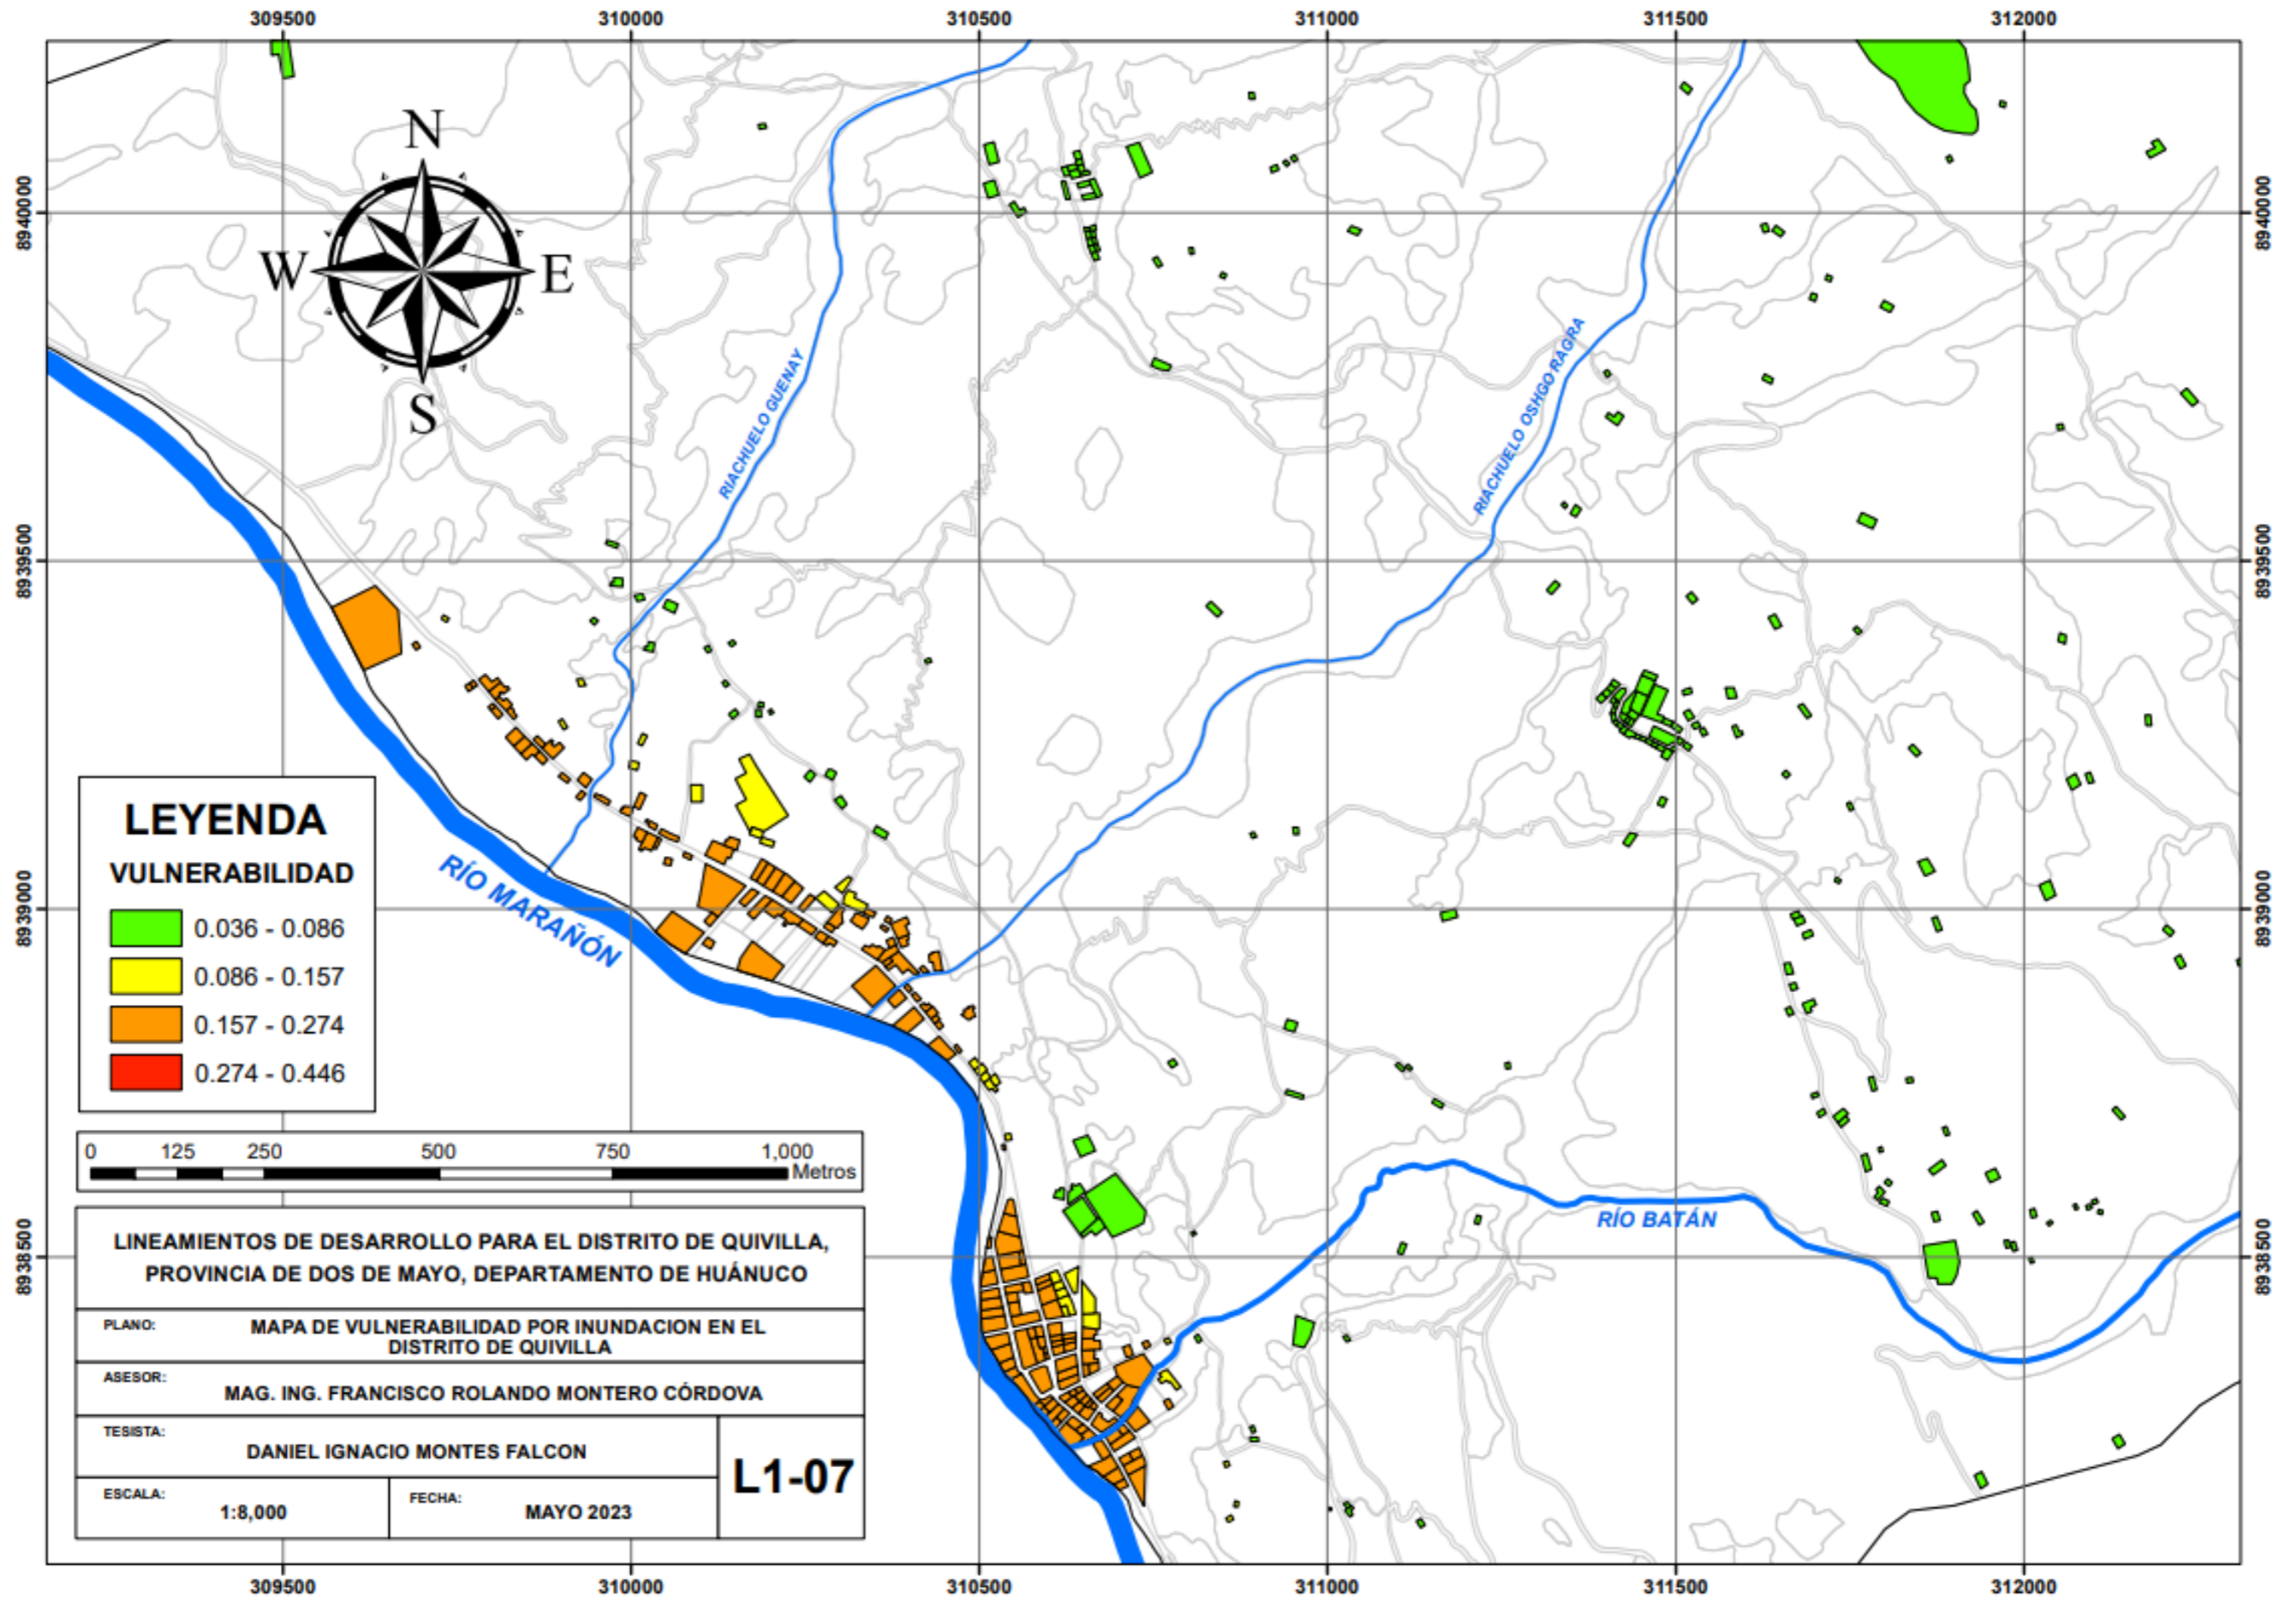 309500 310000 310500 311000 311500 312000
8940000
8939500
8939000
8938500
8940000
8939500
8939000
8938500
N
W E
S
RIACHUELO GUENAY
RIACHUELO OSHGO RAGRA
RÍO MARAÑÓN
RÍO BATÁN
LEYENDA
VULNERABILIDAD
0.036 - 0.086
0.086 - 0.157
0.157 - 0.274
0.274 - 0.446
0 125 250 500 750 1,000
Metros
LINEAMIENTOS DE DESARROLLO PARA EL DISTRITO DE QUIVILLA,
PROVINCIA DE DOS DE MAYO, DEPARTAMENTO DE HUÁNUCO
PLANO: MAPA DE VULNERABILIDAD POR INUNDACION EN EL
DISTRITO DE QUIVILLA
ASESOR:
MAG. ING. FRANCISCO ROLANDO MONTERO CÓRDOVA
TESISTA:
DANIEL IGNACIO MONTES FALCON
L1-07
ESCALA:
1:8,000
FECHA:
MAYO 2023
309500 310000 310500 311000 311500 312000